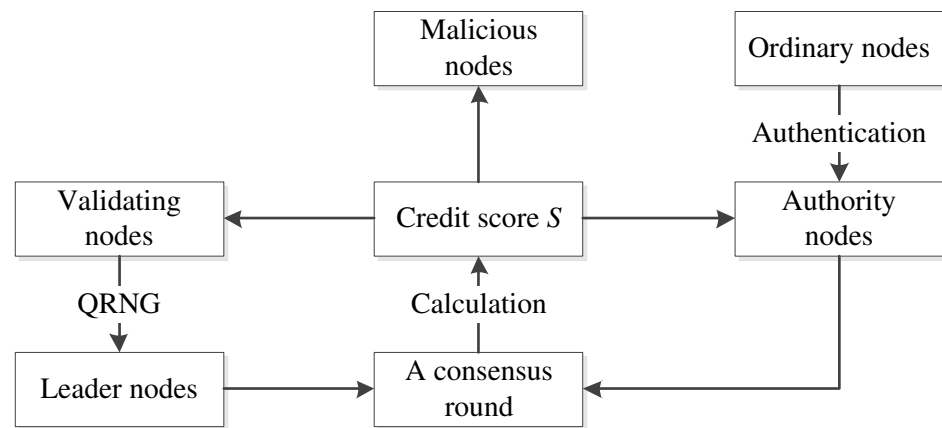 Malicious
nodes
Ordinary nodes
Authentication
Validating
nodes
Credit score S
Authority
nodes
QRNG
Calculation
Leader nodes
A consensus
round